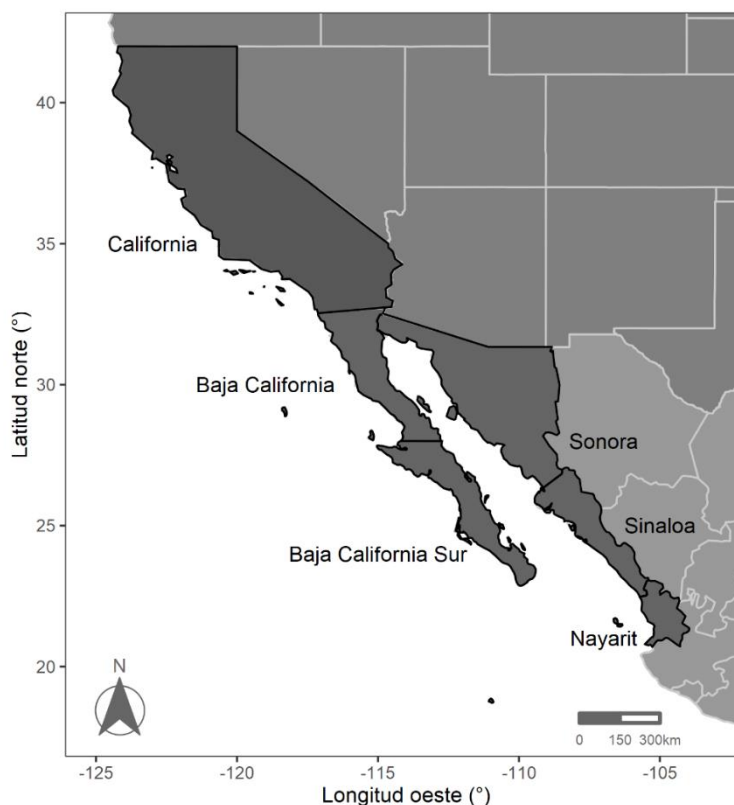 40
35
30
25
20
Latitud norte (°)
California
Baja California
Sonora
Sinaloa
Baja California Sur
Nayarit
N
0 150 300km
-125 -120 -115 -110 -105
Longitud oeste (°)